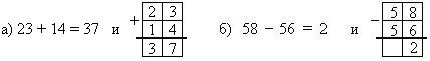 а) 23 + 14 = 37 и + 2 3 б) 58 − 56 = 2 и − 5 8
1 4 5 6
3 7 2